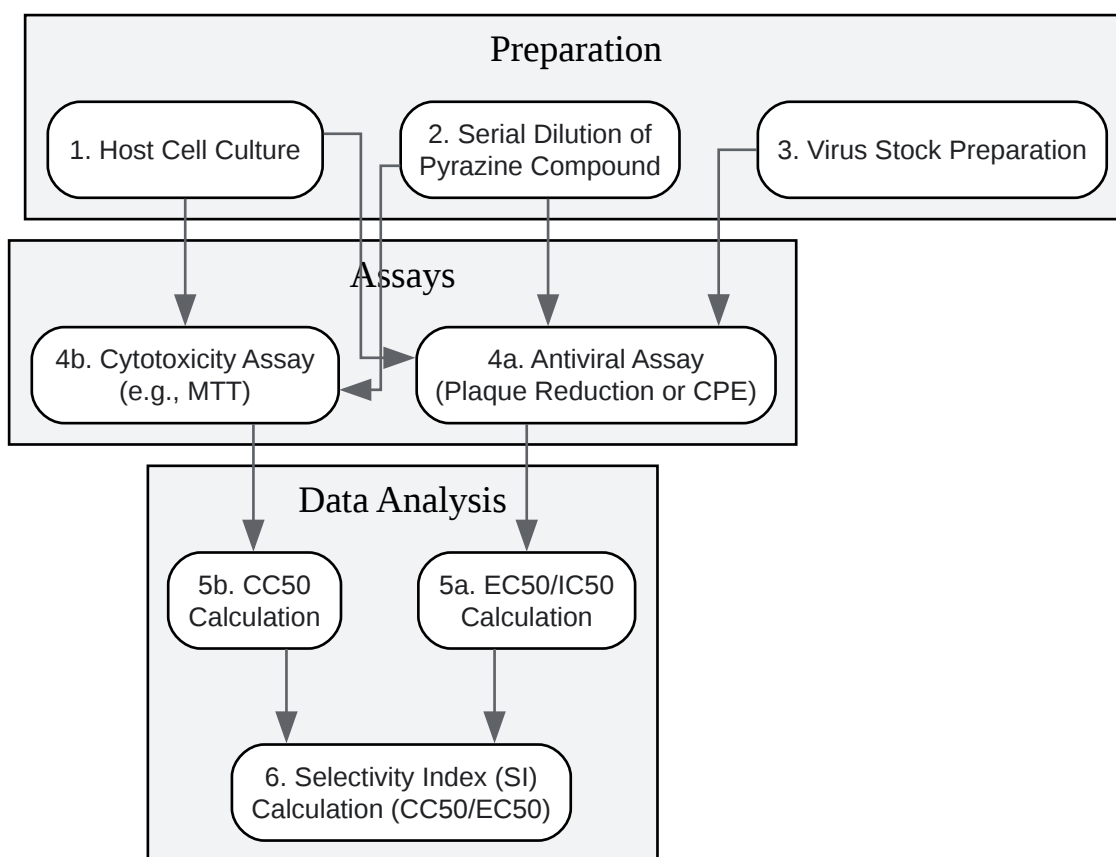 Preparation
1. Host Cell Culture
2. Serial Dilution of
Pyrazine Compound
3. Virus Stock Preparation
Assays
4b. Cytotoxicity Assay
(e.g., MTT)
4a. Antiviral Assay
(Plaque Reduction or CPE)
Data Analysis
5b. CC50
Calculation
5a. EC50/IC50
Calculation
6. Selectivity Index (SI)
Calculation (CC50/EC50)